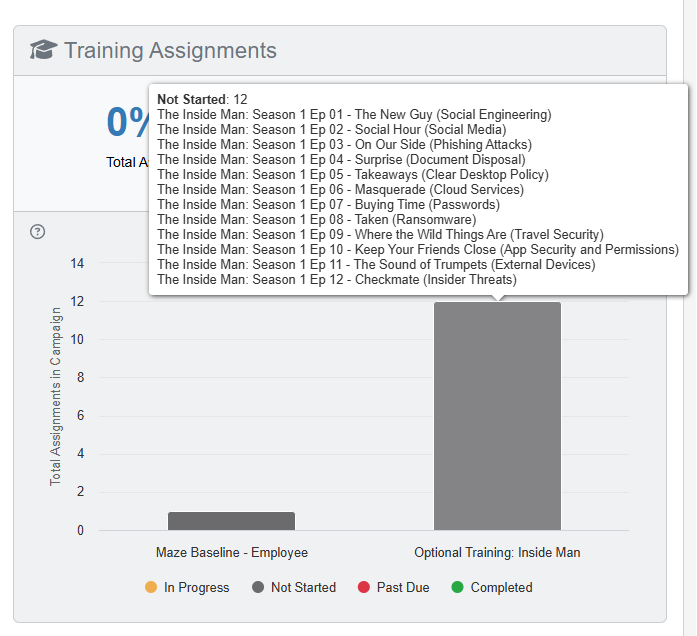 Training Assignments
0%
Total
Not Started: 12
The Inside Man: Season 1 Ep 01 - The New Guy (Social Engineering)
The Inside Man: Season 1 Ep 02 - Social Hour (Social Media)
The Inside Man: Season 1 Ep 03 - On Our Side (Phishing Attacks)
The Inside Man: Season 1 Ep 04 - Surprise (Document Disposal)
The Inside Man: Season 1 Ep 05 - Takeaways (Clear Desktop Policy)
The Inside Man: Season 1 Ep 06 - Masquerade (Cloud Services)
The Inside Man: Season 1 Ep 07 - Buying Time (Passwords)
The Inside Man: Season 1 Ep 08 - Taken (Ransomware)
The Inside Man: Season 1 Ep 09 - Where the Wild Things Are (Travel Security)
The Inside Man: Season 1 Ep 10 - Keep Your Friends Close (App Security and Permissions)
The Inside Man: Season 1 Ep 11 - The Sound of Trumpets (External Devices)
The Inside Man: Season 1 Ep 12 - Checkmate (Insider Threats)
?
Total Assignments in Campaign
14
12
10
8
6
4
2
0
Maze Baseline - Employee
Optional Training: Inside Man
In Progress
Not Started
Past Due
Completed